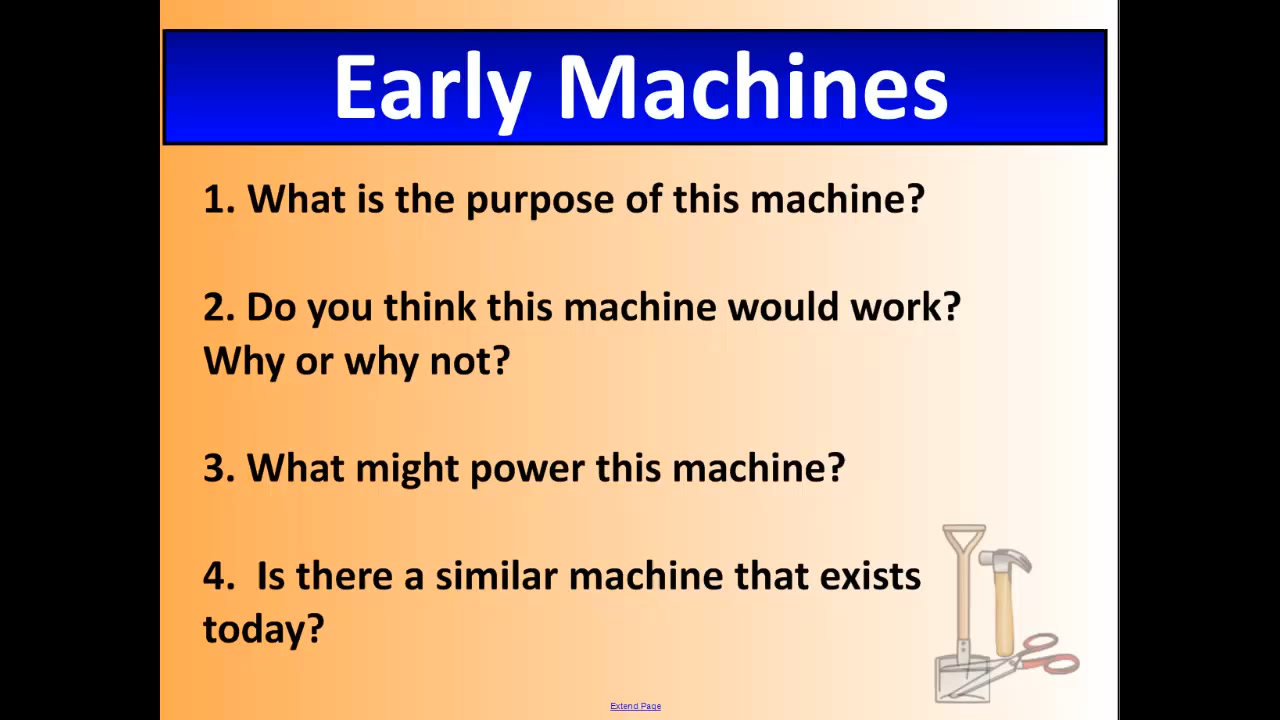 Early Machines
1. What is the purpose of this machine?
2. Do you think this machine would work?
Why or why not?
3. What might power this machine?
4.  Is there a similar machine that exists
today?
Extend Page